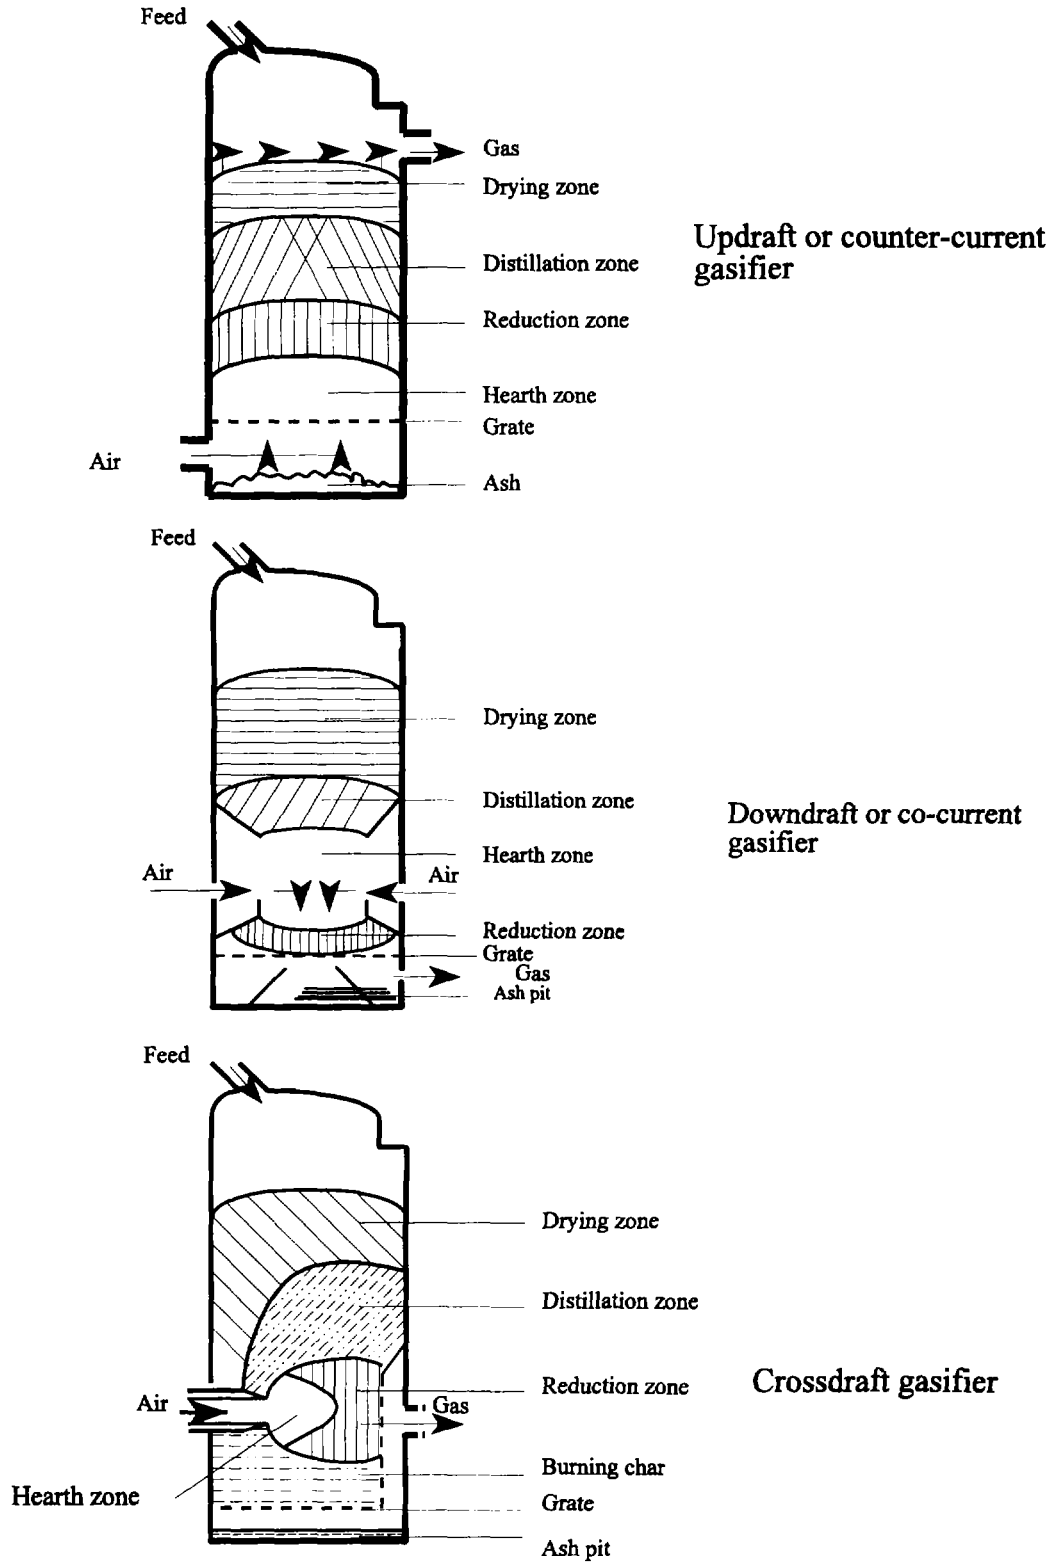 Feed
Gas
Drying zone
Updraft or counter-current
gasifier
Distillation zone
Reduction zone
Hearth zone
Grate
Air
Ash
Feed
Drying zone
Distillation zone
Downdraft or co-current
gasifier
Hearth zone
Air
Air
Reduction zone
Grate
Gas
Ash pit
Feed
Drying zone
Distillation zone
Reduction zone
Crossdraft gasifier
Air
Gas
Burning char
Hearth zone
Grate
Ash pit